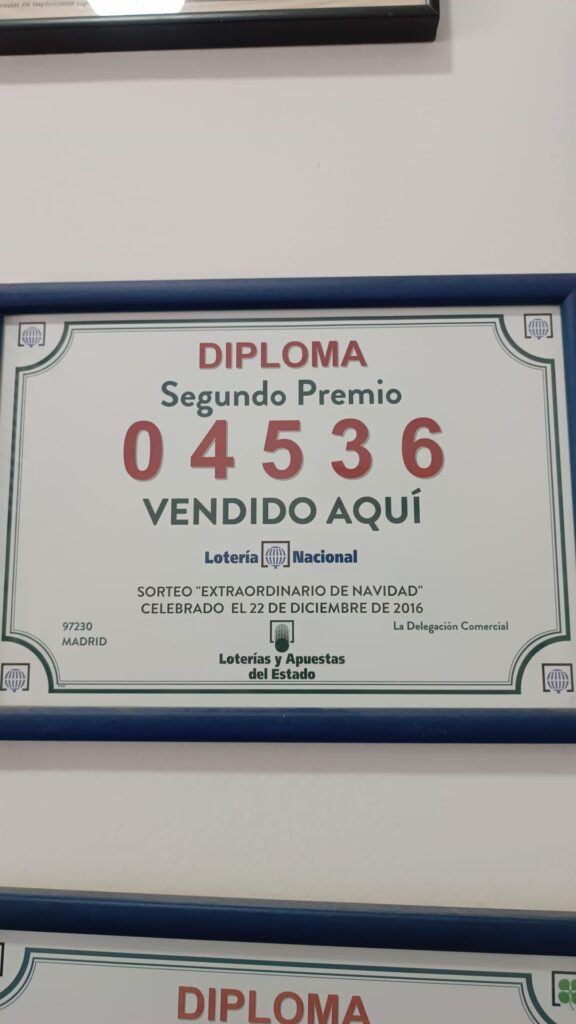 DIPLOMA
Segundo Premio
04536
VENDIDO AQUÍ
Lotería Nacional
SORTEO "EXTRAORDINARIO DE NAVIDAD"
CELEBRADO EL 22 DE DICIEMBRE DE 2016
97230
MADRID
La Delegación Comercial
Loterías y Apuestas
del Estado
DIPLOMA